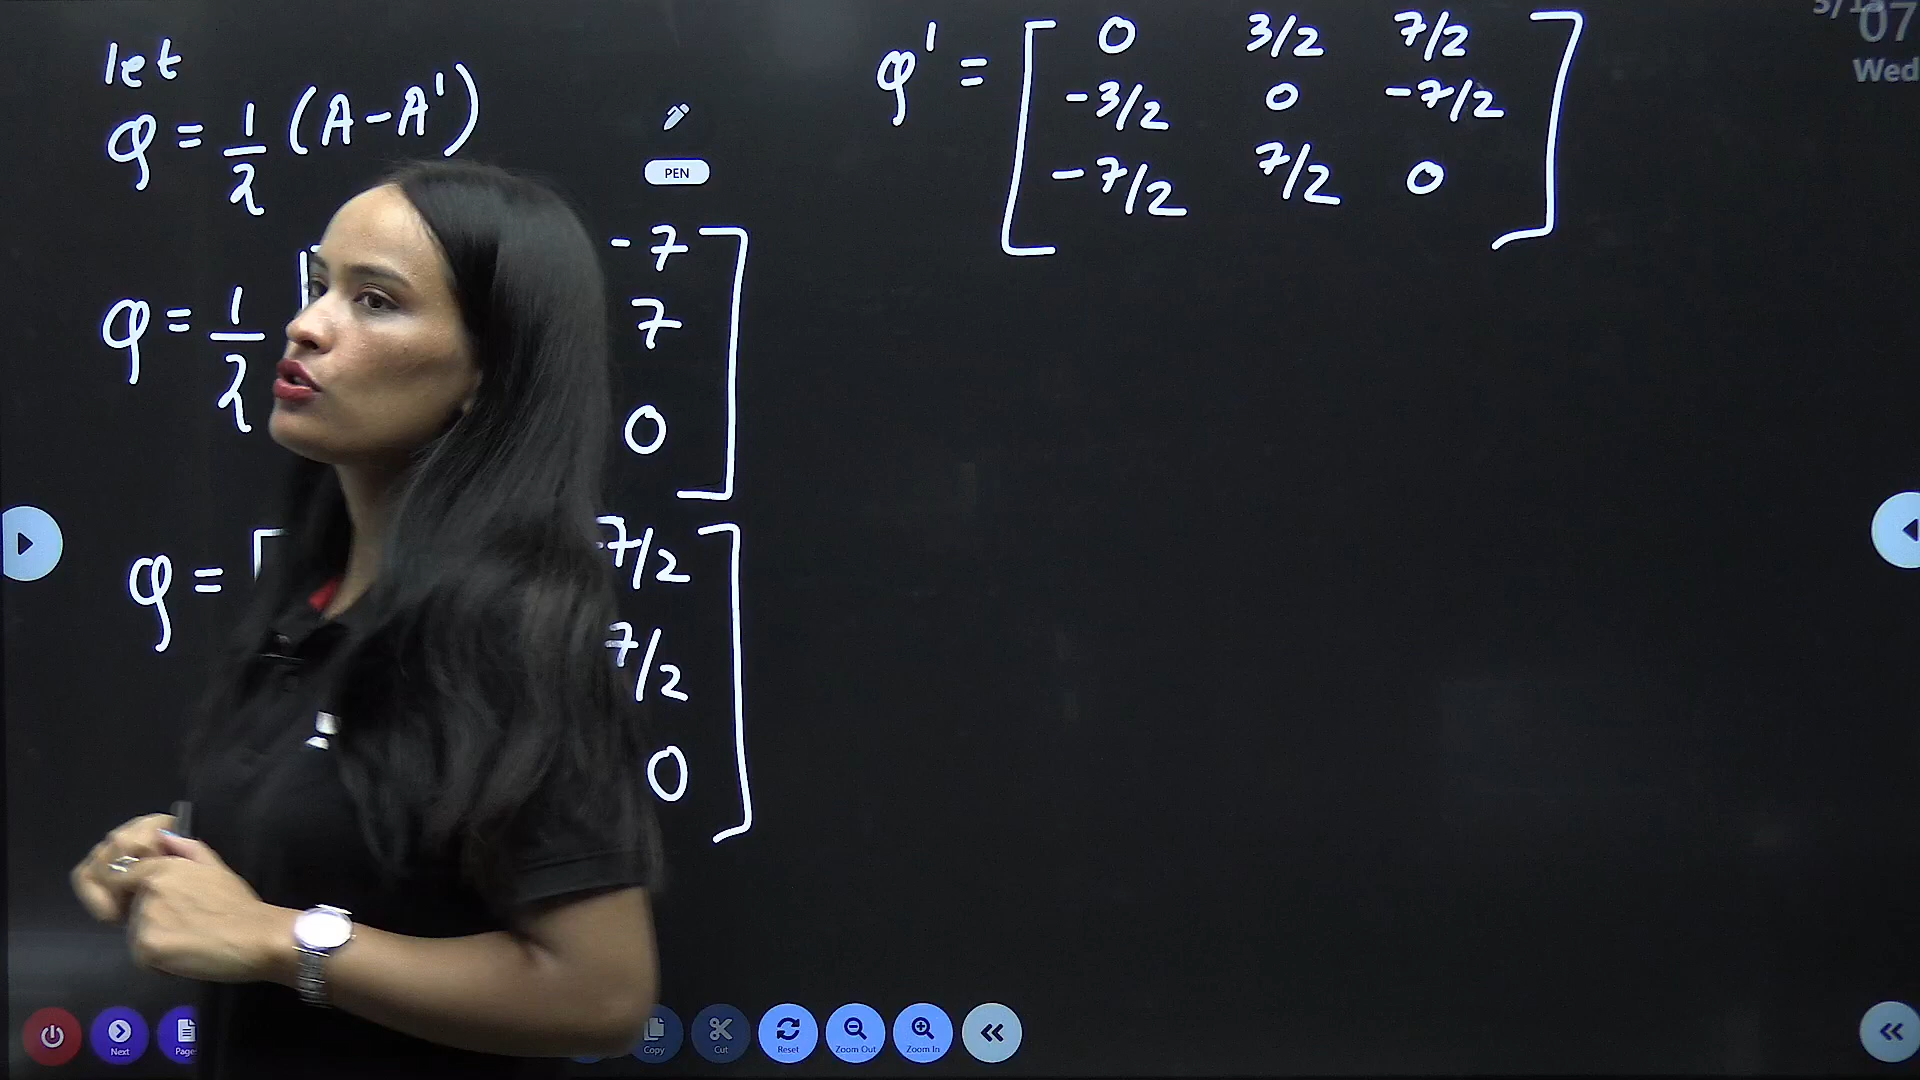 let
φ = 1/2 (A - A')
PEN
φ = 1/2
- 7
7
0
φ =
7/2
7/2
0
φ' = [ 0 3/2 7/2
-3/2 0 -7/2
-7/2 7/2 0 ]
07
Wed
Next
Page
Copy
Cut
Reset
Zoom Out
Zoom In